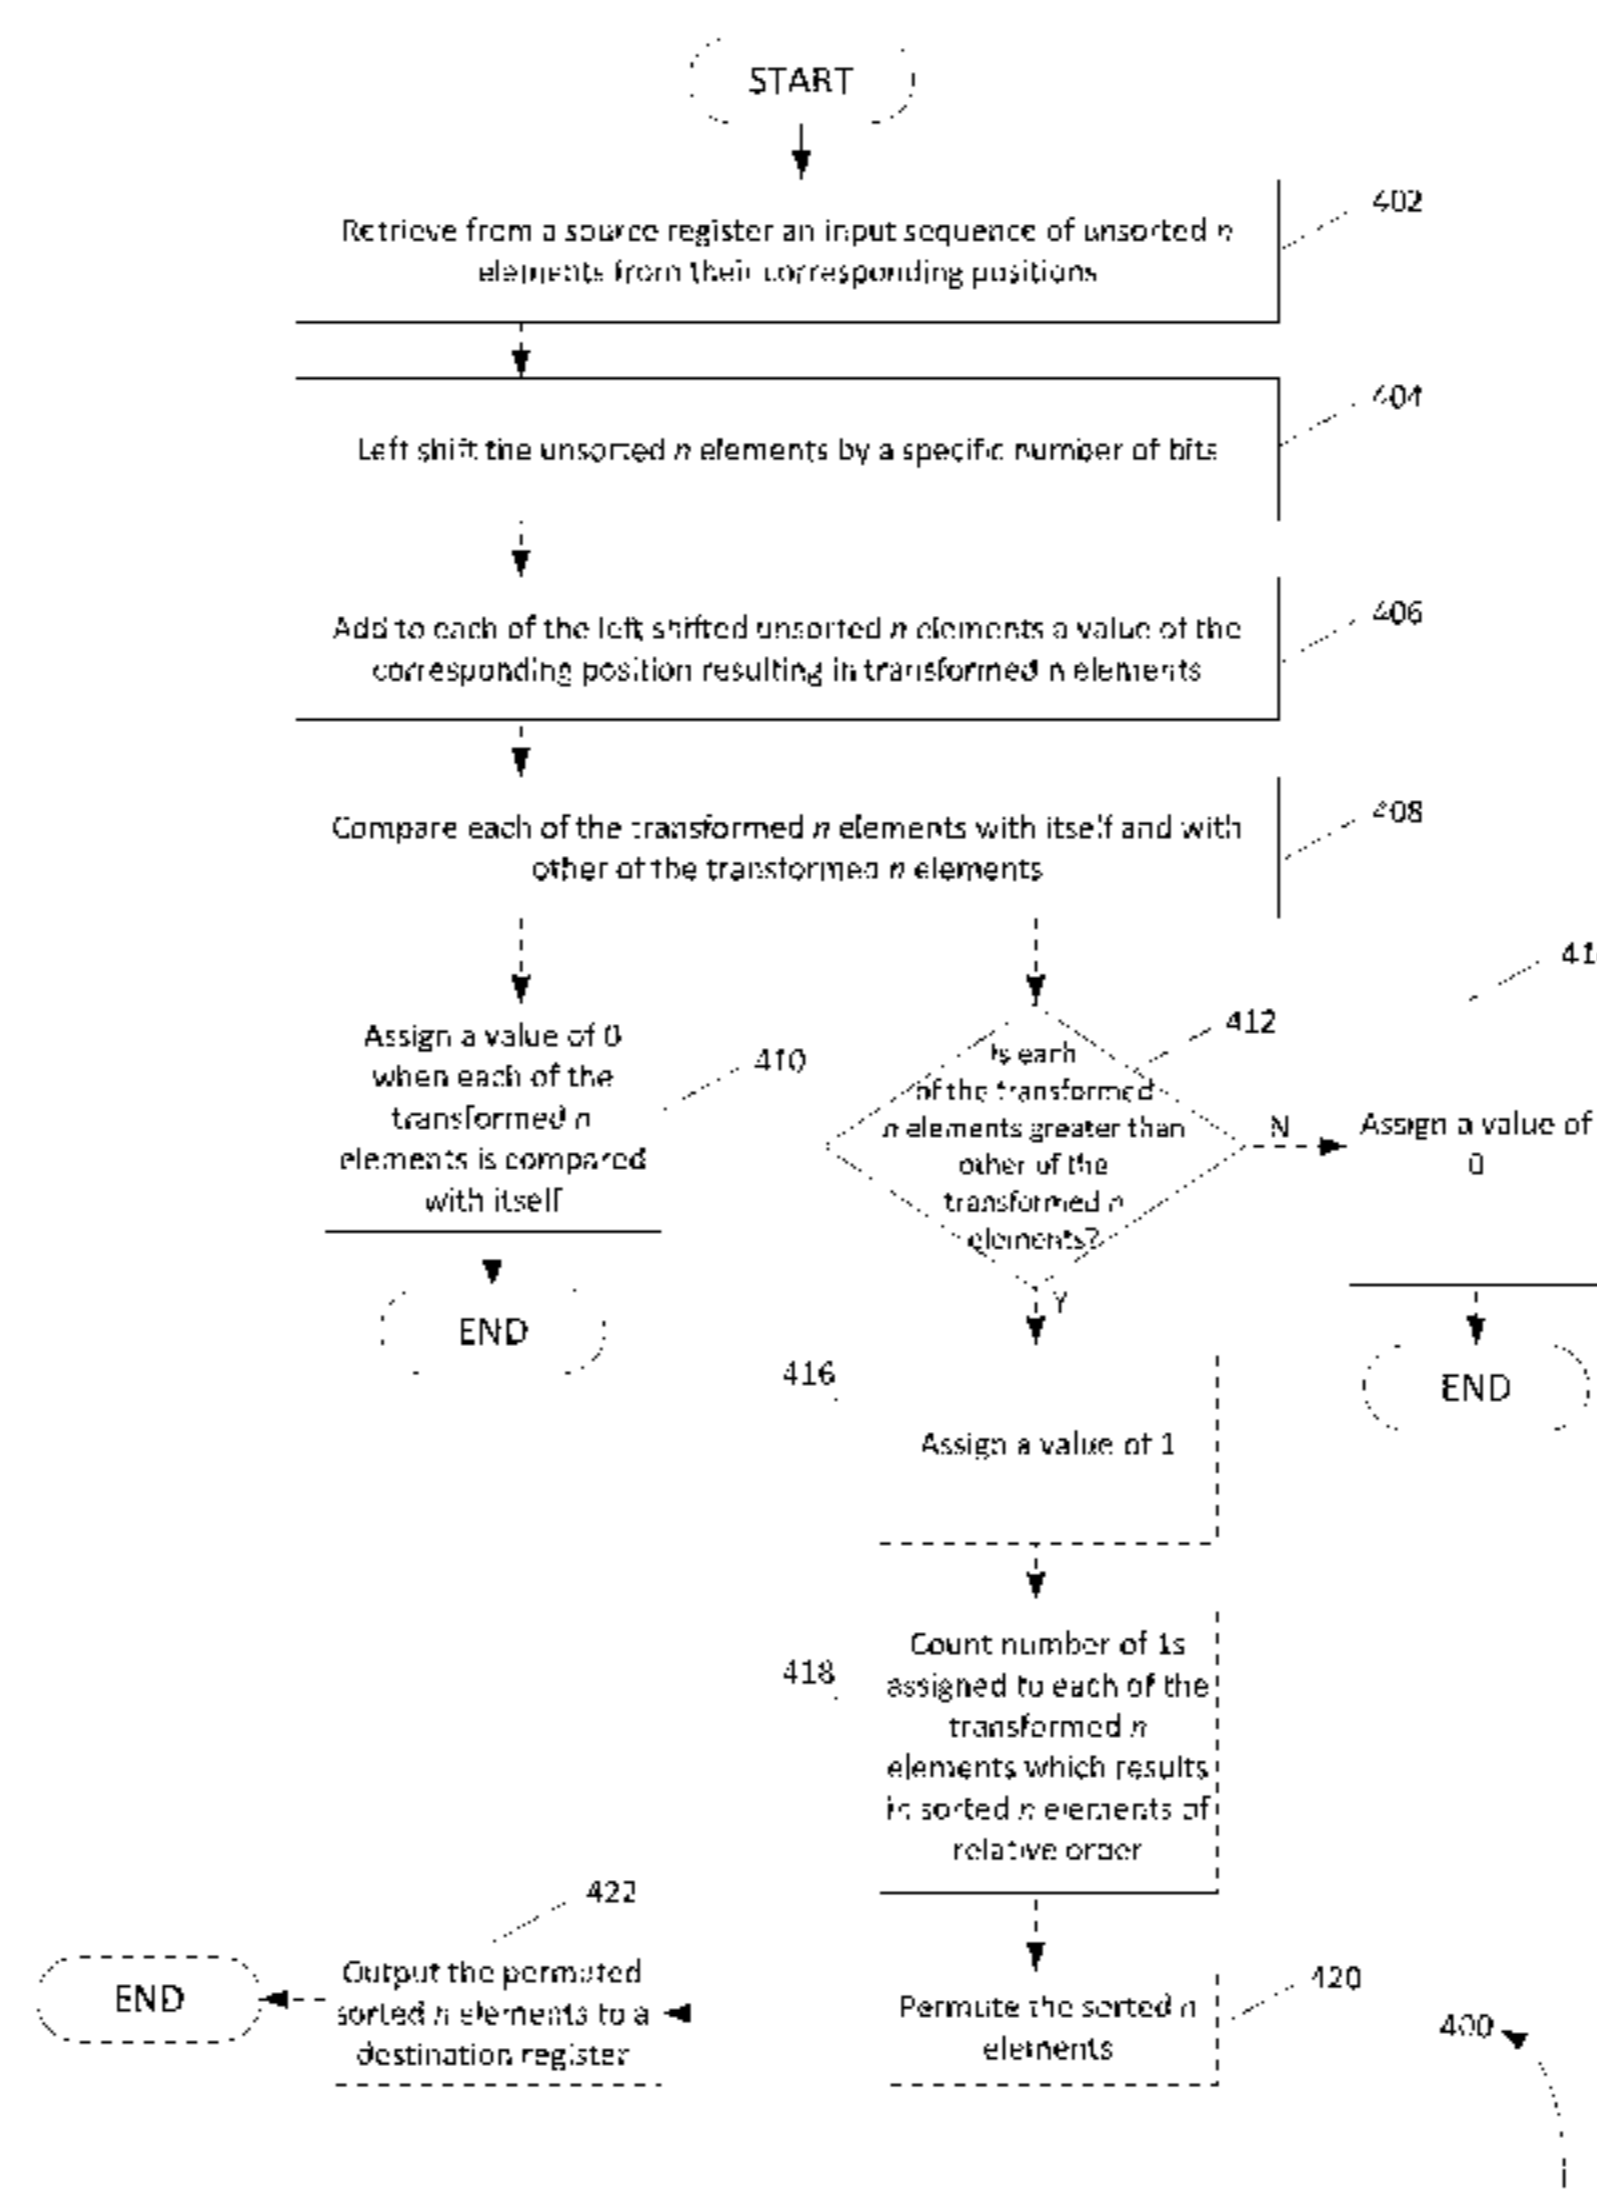 START
402
Retrieve from a source register an input sequence of unsorted n
elements from their corresponding positions
404
Left shift the unsorted n elements by a specific number of bits
406
Add to each of the left shifted unsorted n elements a value of the
corresponding position resulting in transformed n elements
408
Compare each of the transformed n elements with itself and with
other of the transformed n elements
412
410
Assign a value of 0
when each of the
transformed n
elements is compared
with itself
Is each
of the transformed
n elements greater than
other of the
transformed n
elements?
N
Assign a value of
0
Y
END
END
416
Assign a value of 1
418
Count number of 1s
assigned to each of the
transformed n
elements which results
in sorted n elements of
relative order
422
420
Permute the sorted n
elements
Output the permuted
sorted n elements to a
destination register
END
400